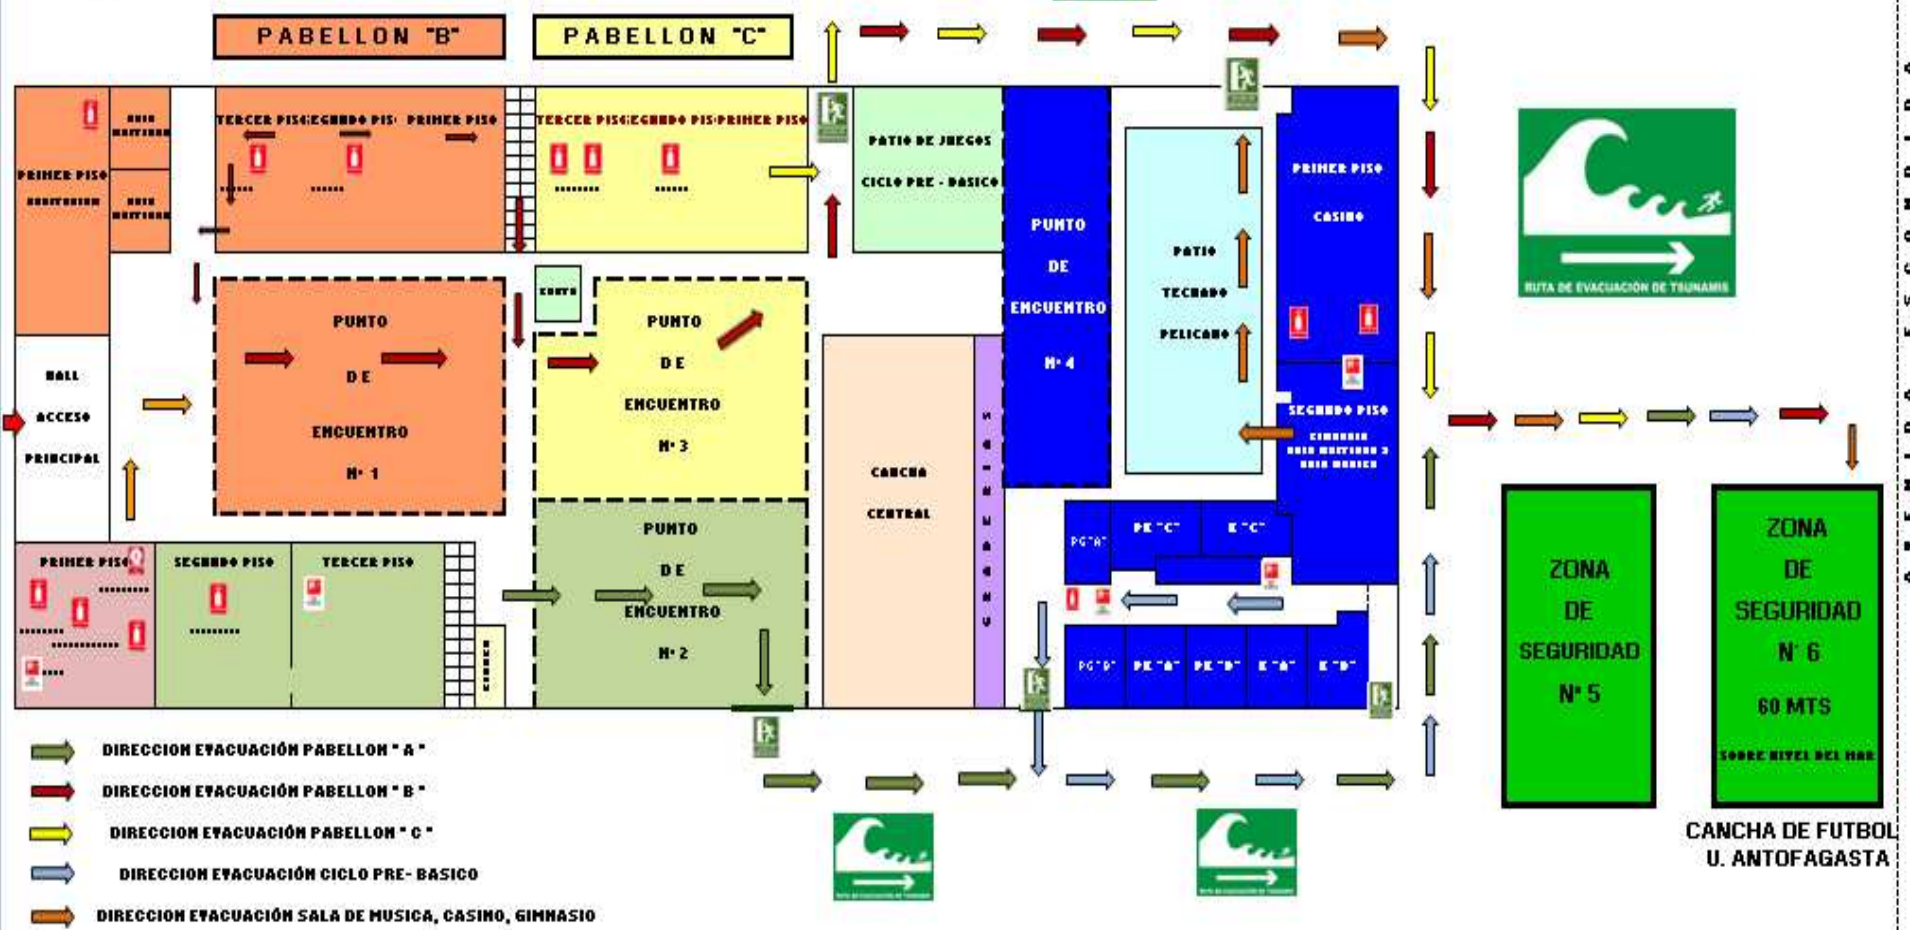 PABELLON "B"
PABELLON "C"
TERCER PISO
PRIMER PISO
TERCER PISO
PRIMER PISO
PRIMER PISO
PATIO DE JUEGOS
CICLO PRE - BASICO
PUNTO
DE
ENCUENTRO
Nº 4
PATIO
TECHADO
PELICANO
PRIMER PISO
CASINO
RUTA DE EVACUACIÓN DE TSUNAMIS
PUNTO
DE
ENCUENTRO
Nº 1
PUNTO
DE
ENCUENTRO
Nº 3
HALL
ACCESO
PRINCIPAL
CANCHA
CENTRAL
SEGUNDO PISO
PRIMER PISO
SEGUNDO PISO
TERCER PISO
PUNTO
DE
ENCUENTRO
Nº 2
PK "C"
K "C"
PK "A"
PK "B"
K "A"
K "B"
ZONA
DE
SEGURIDAD
Nº 5
ZONA
DE
SEGURIDAD
N° 6
60 MTS
SOBRE NIVEL DEL MAR
CANCHA DE FUTBOL
U. ANTOFAGASTA
DIRECCION EVACUACIÓN PABELLON " A "
DIRECCION EVACUACIÓN PABELLON " B "
DIRECCION EVACUACIÓN PABELLON " C "
DIRECCION EVACUACIÓN CICLO PRE- BASICO
DIRECCION EVACUACIÓN SALA DE MUSICA, CASINO, GIMNASIO